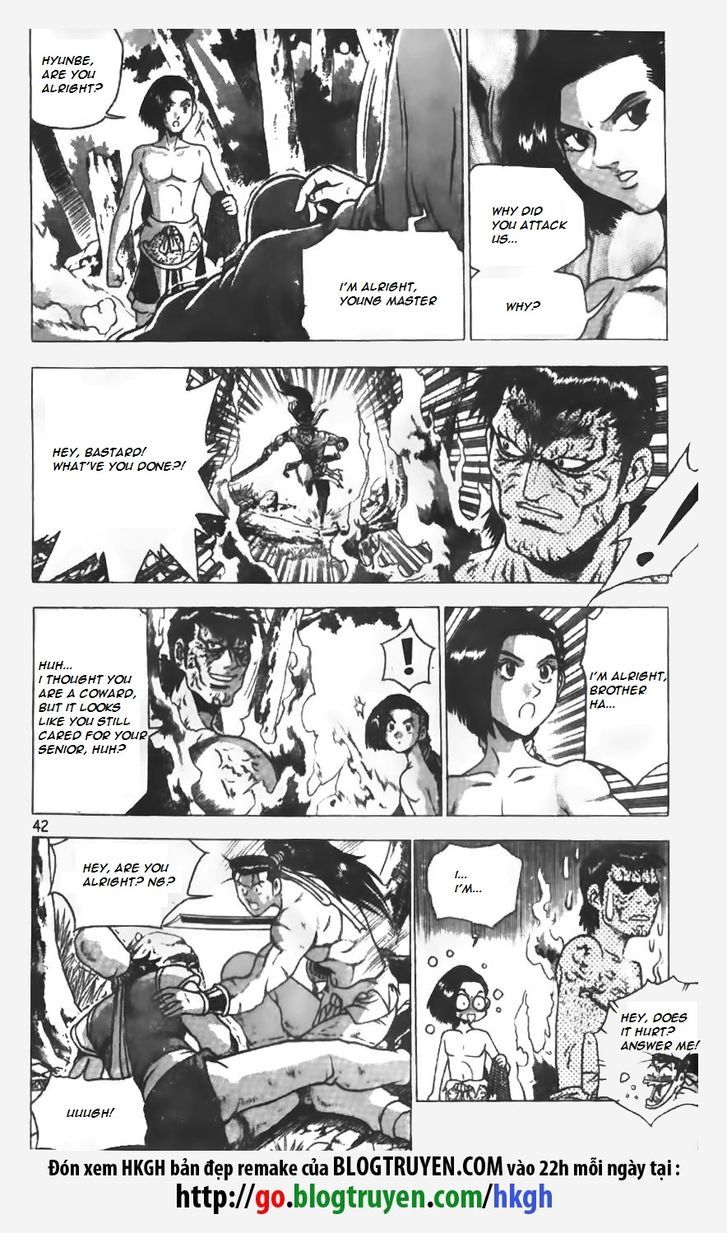 HYUNBE,
ARE YOU
ALRIGHT?
I'M ALRIGHT,
YOUNG MASTER
WHY DID
YOU ATTACK
US...
WHY?
HEY, BASTARD!
WHAT'VE YOU DONE?!
!
HUH...
I THOUGHT YOU
ARE A COWARD,
BUT IT LOOKS
LIKE YOU STILL
CARED FOR YOUR
SENIOR, HUH?
!
I'M ALRIGHT,
BROTHER
HA...
42
HEY, ARE YOU
ALRIGHT? NG?
UUUGH!
I...
I'M...
HEY, DOES
IT HURT?
ANSWER ME!
Đón xem HKGH bản đẹp remake của BLOGTRUYEN.COM vào 22h mỗi ngày tại :
http://go.blogtruyen.com/hkgh